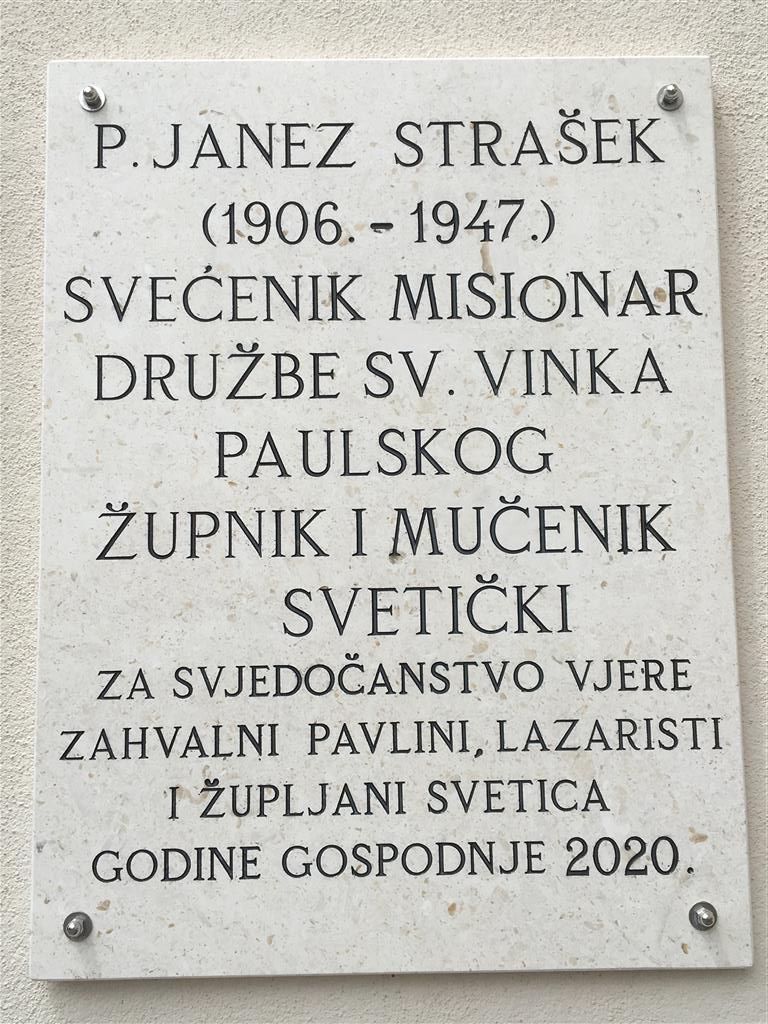 P. JANEZ STRAŠEK
(1906. - 1947.)
SVEĆENIK MISIONAR
DRUŽBE SV. VINKA
PAULSKOG
ŽUPNIK I MUČENIK
SVETIČKI
ZA SVJEDOČANSTVO VJERE
ZAHVALNI PAVLINI, LAZARISTI
I ŽUPLJANI SVETICA
GODINE GOSPODNJE 2020.